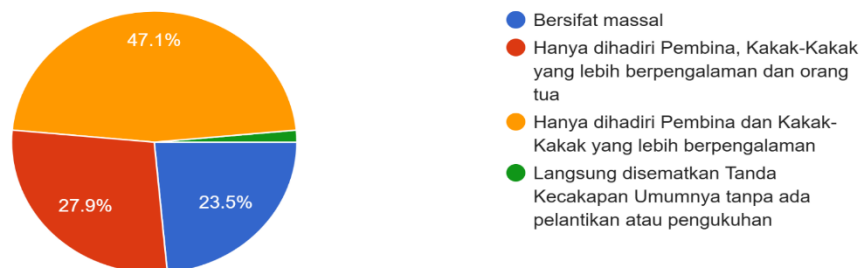 47.1%
27.9%
23.5%
Bersifat massal
Hanya dihadiri Pembina, Kakak-Kakak
yang lebih berpengalaman dan orang
tua
Hanya dihadiri Pembina dan Kakak-
Kakak yang lebih berpengalaman
Langsung disematkan Tanda
Kecakapan Umumnya tanpa ada
pelantikan atau pengukuhan